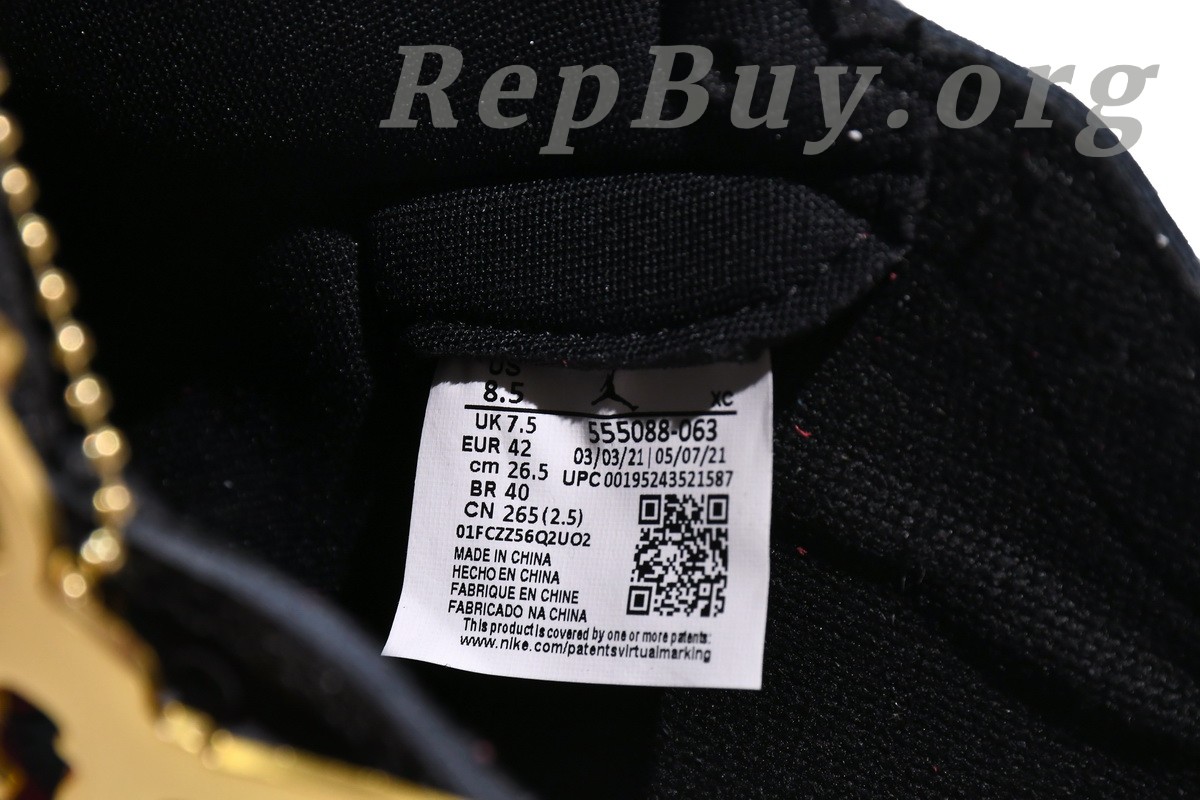 RepBuy.org
US
8.5
XC
UK 7.5
555088-063
EUR 42
03/03/21 | 05/07/21
cm 26.5
UPC 00195243521587
BR 40
CN 265 (2.5)
01FCZZ56Q2UO2
MADE IN CHINA
HECHO EN CHINA
FABRIQUE EN CHINE
FABRICADO NA CHINA
This product is covered by one or more patents:
www.nike.com/patentsvirtualmarking